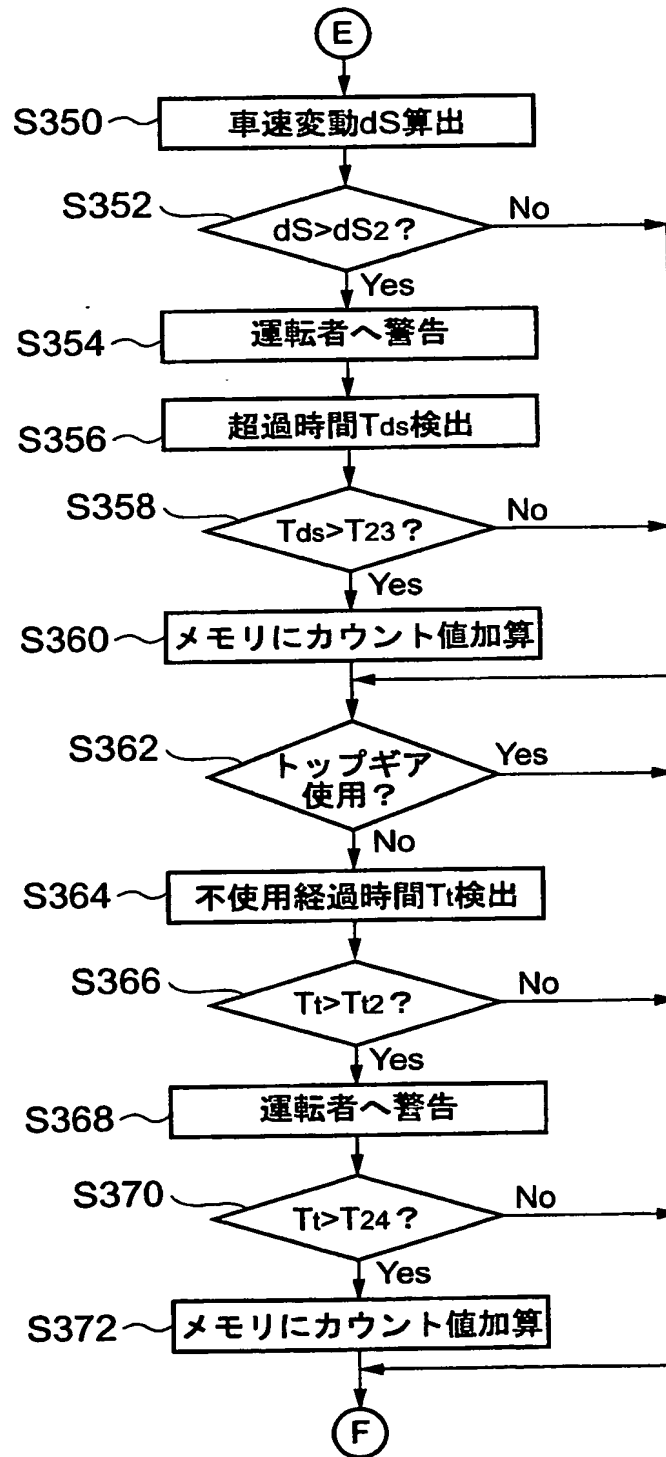 E
S350
車速変動dS算出
S352
dS>dS2？
No
Yes
S354
運転者へ警告
S356
超過時間Tds検出
S358
Tds>T23？
No
Yes
S360
メモリにカウント値加算
S362
トップギア
使用？
Yes
No
S364
不使用経過時間Tt検出
S366
Tt>Tt2？
No
Yes
S368
運転者へ警告
S370
Tt>T24？
No
Yes
S372
メモリにカウント値加算
F